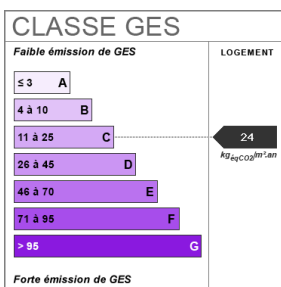 CLASSE GES
Faible émission de GES
LOGEMENT
≤ 3 A
4 à 10 B
11 à 25 C
24
kgéqCO2/m².an
26 à 45 D
46 à 70 E
71 à 95 F
> 95 G
Forte émission de GES